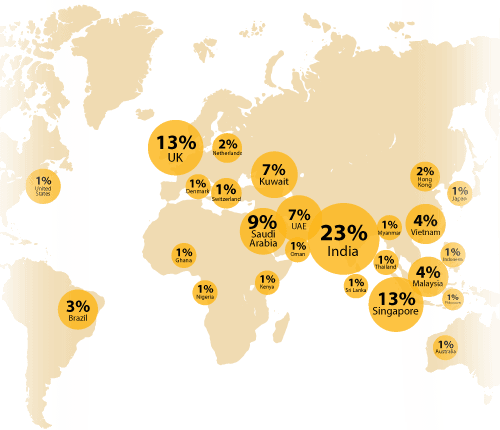 13%
UK
2%
Netherlands
7%
Kuwait
1%
United
States
1%
Denmark
1%
Switzerland
2%
Hong
Kong
1%
Japan
9%
Saudi
Arabia
7%
UAE
23%
India
1%
Myanmar
4%
Vietnam
1%
Oman
1%
Ghana
1%
Thailand
1%
4%
Malaysia
1%
Nigeria
1%
Kenya
1%
Sri Lanka
13%
Singapore
1%
3%
Brazil
1%
Australia